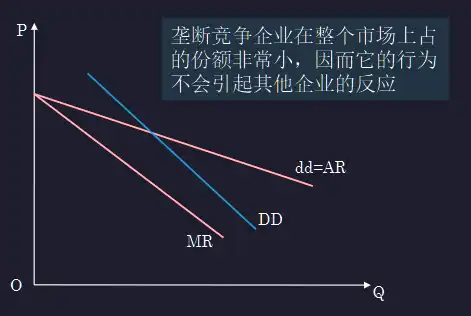 P
垄断竞争企业在整个市场上占
的份额非常小，因而它的行为
不会引起其他企业的反应
dd=AR
DD
MR
O
Q